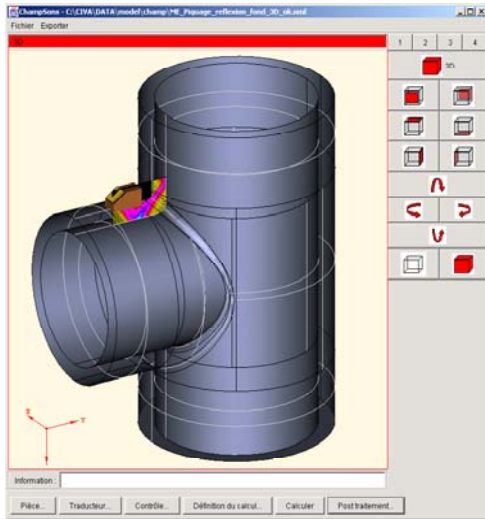 ChampSons - C:\CIVA\DATA\model\champ\ME_Piquage_reflexion_fond_3D_ok.xml
Fichier Exporter
3D
1 2 3 4
3D
Z
Y
Information :
Pièce... Traducteur... Contrôle... Définition du calcul... Calculer Post traitement...